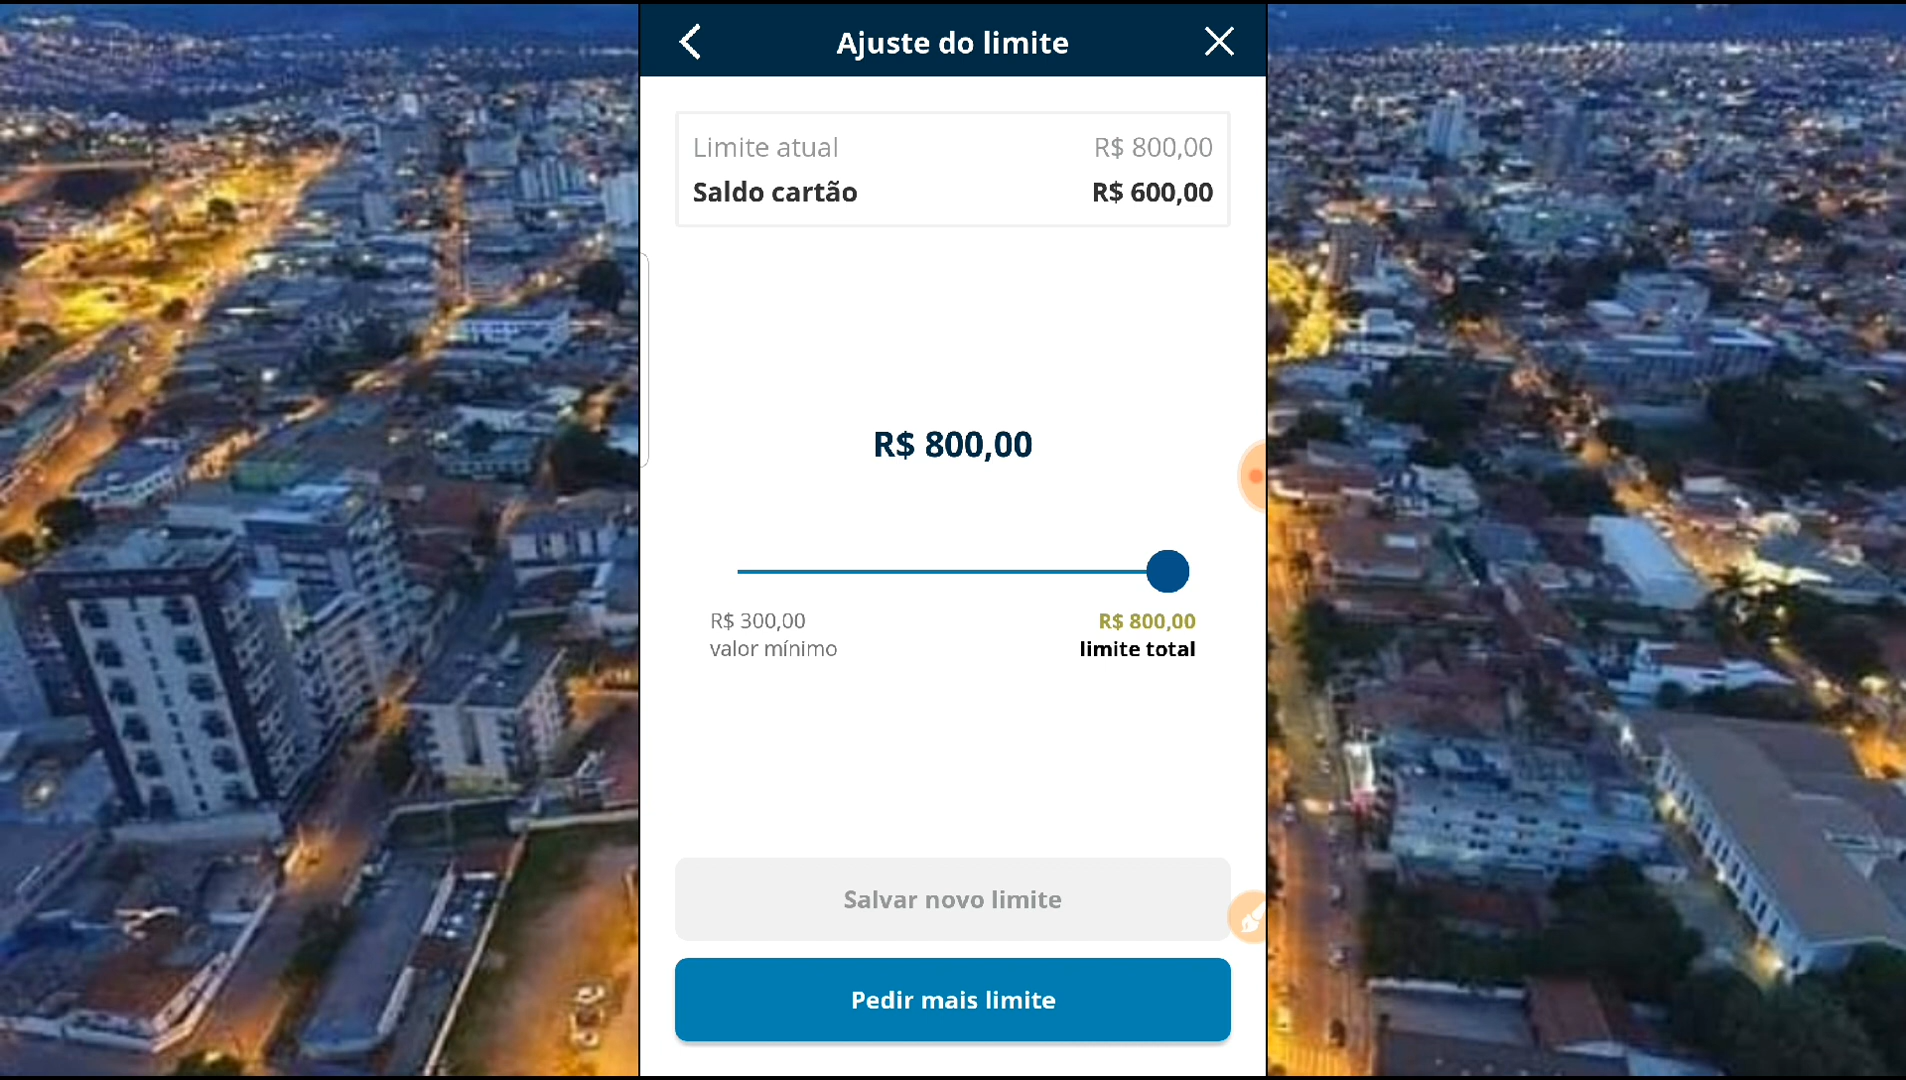 Ajuste do limite
Limite atual R$ 800,00
Saldo cartão R$ 600,00
R$ 800,00
R$ 300,00 R$ 800,00
valor mínimo limite total
Salvar novo limite
Pedir mais limite